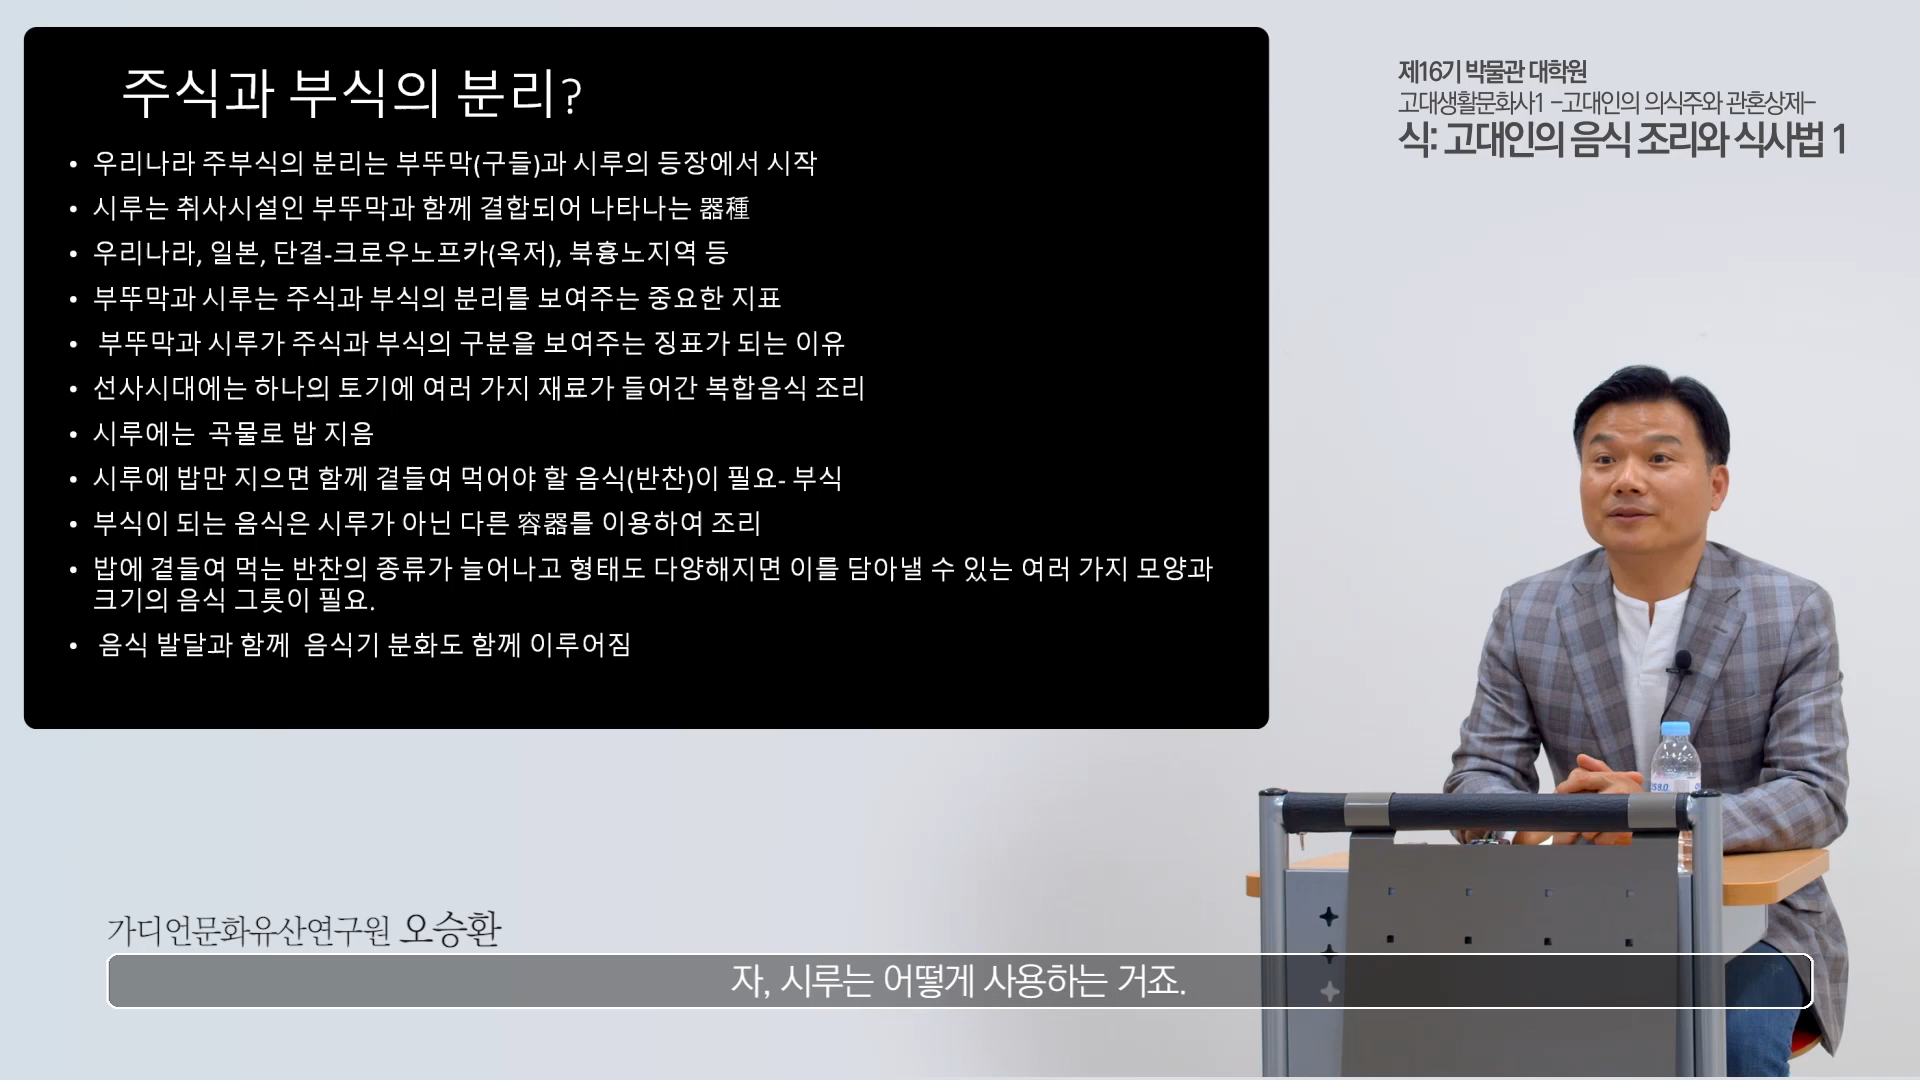 주식과 부식의 분리?
• 우리나라 주부식의 분리는 부뚜막(구들)과 시루의 등장에서 시작
• 시루는 취사시설인 부뚜막과 함께 결합되어 나타나는 器種
• 우리나라, 일본, 단결-크로우노프카(옥저), 북흉노지역 등
• 부뚜막과 시루는 주식과 부식의 분리를 보여주는 중요한 지표
• 부뚜막과 시루가 주식과 부식의 구분을 보여주는 징표가 되는 이유
• 선사시대에는 하나의 토기에 여러 가지 재료가 들어간 복합음식 조리
• 시루에는 곡물로 밥 지음
• 시루에 밥만 지으면 함께 곁들여 먹어야 할 음식(반찬)이 필요- 부식
• 부식이 되는 음식은 시루가 아닌 다른 容器를 이용하여 조리
• 밥에 곁들여 먹는 반찬의 종류가 늘어나고 형태도 다양해지면 이를 담아낼 수 있는 여러 가지 모양과
크기의 음식 그릇이 필요.
• 음식 발달과 함께 음식기 분화도 함께 이루어짐
제16기 박물관 대학원
고대생활문화사1 -고대인의 의식주와 관혼상제-
식: 고대인의 음식 조리와 식사법 1
가디언문화유산연구원 오승환
자, 시루는 어떻게 사용하는 거죠.